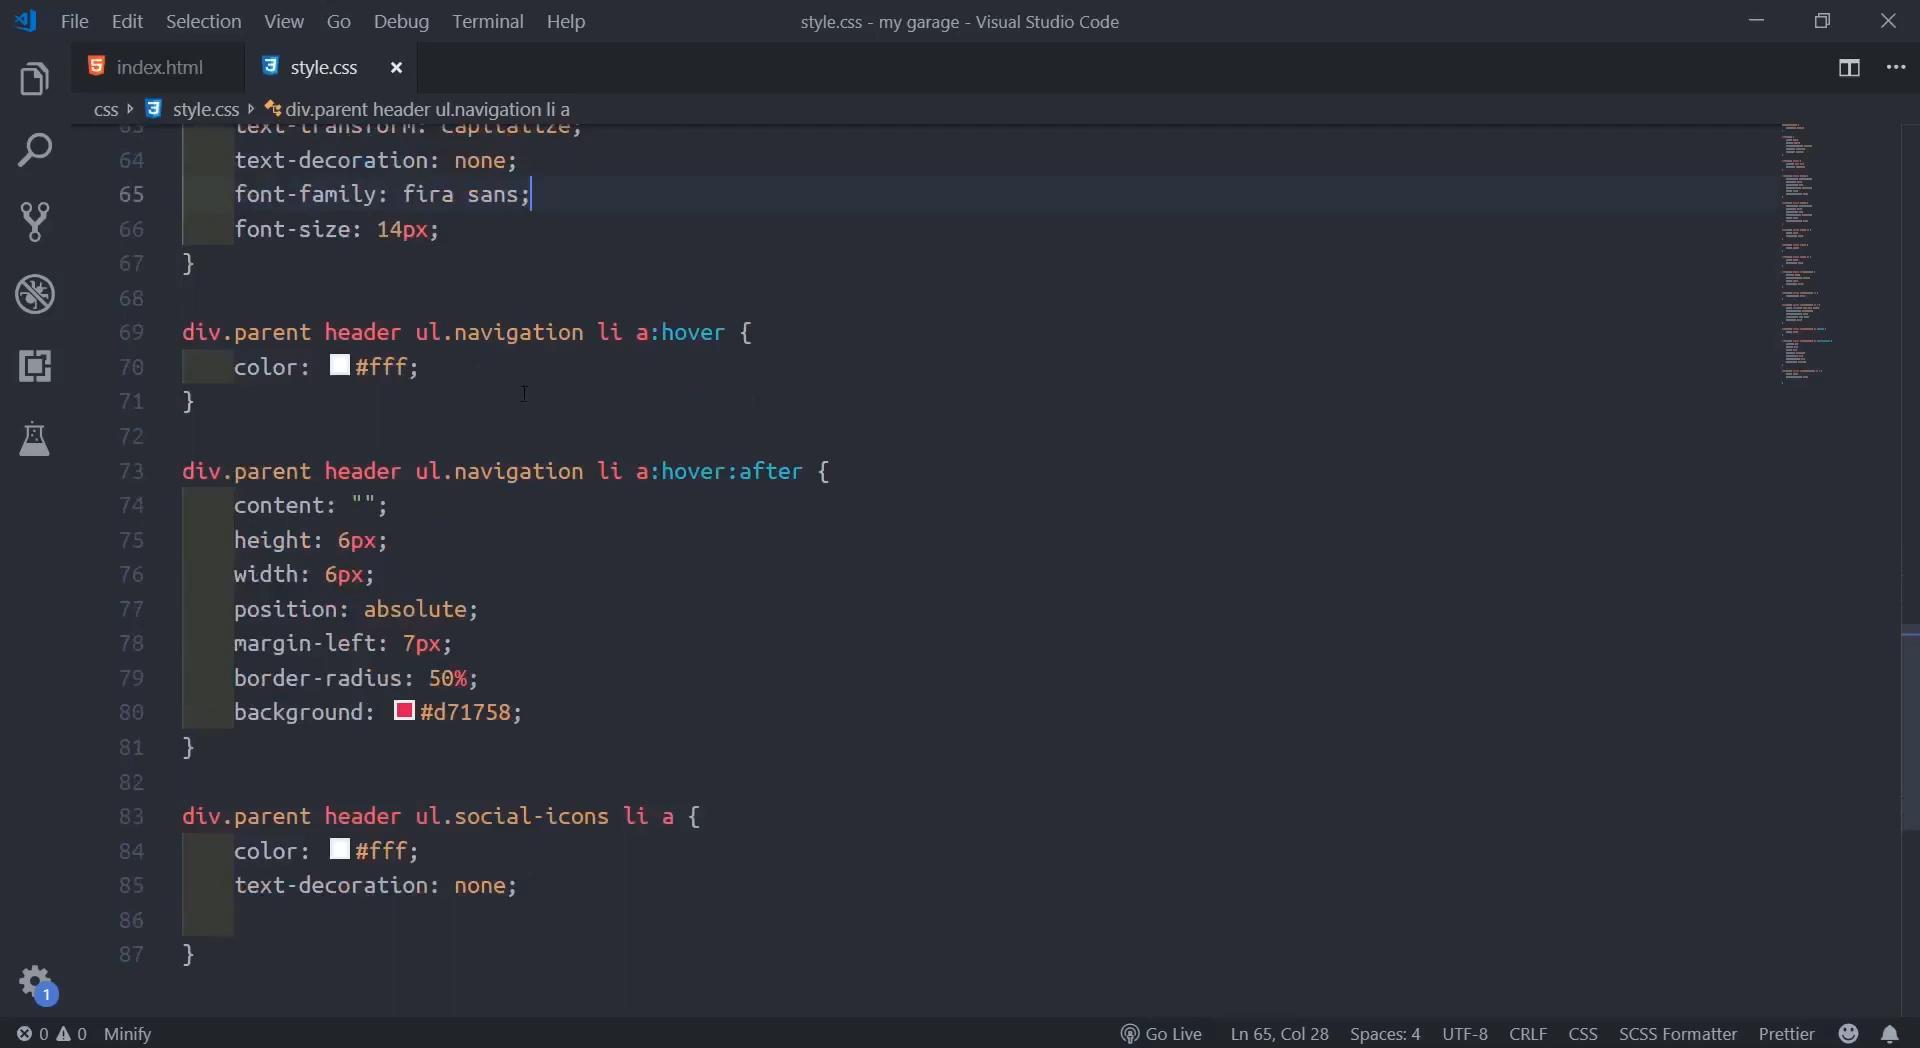 File Edit Selection View Go Debug Terminal Help style.css - my garage - Visual Studio Code
index.html style.css
css style.css div.parent header ul.navigation li a
63 text-transform: capitalize;
64 text-decoration: none;
65 font-family: fira sans;
66 font-size: 14px;
67 }
68
69 div.parent header ul.navigation li a:hover {
70 color: #fff;
71 }
72
73 div.parent header ul.navigation li a:hover:after {
74 content: "";
75 height: 6px;
76 width: 6px;
77 position: absolute;
78 margin-left: 7px;
79 border-radius: 50%;
80 background: #d71758;
81 }
82
83 div.parent header ul.social-icons li a {
84 color: #fff;
85 text-decoration: none;
86
87 }
1
0 0 Minify Go Live Ln 65, Col 28 Spaces: 4 UTF-8 CRLF CSS SCSS Formatter Prettier